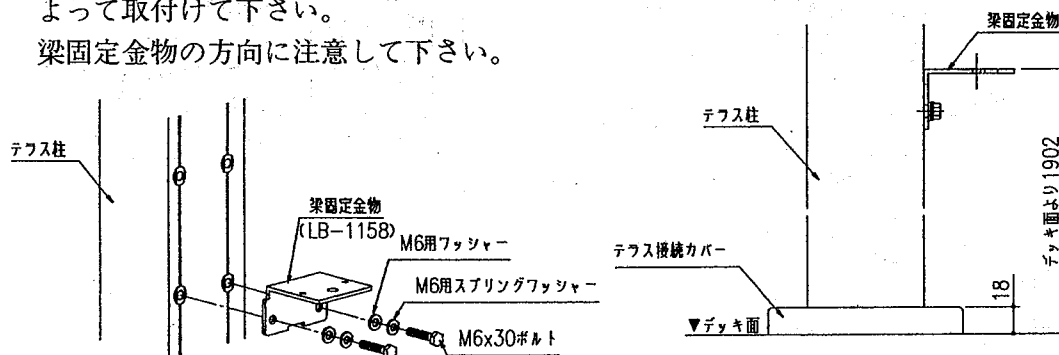 よって取付けて下さい。
梁固定金物の方向に注意して下さい。
テラス柱
梁固定金物
(LB-1158)
M6用ワッシャー
M6用スプリングワッシャー
M6x30ボルト
梁固定金物
テラス柱
デッキ面より1902
テラス接続カバー
18
▼デッキ面